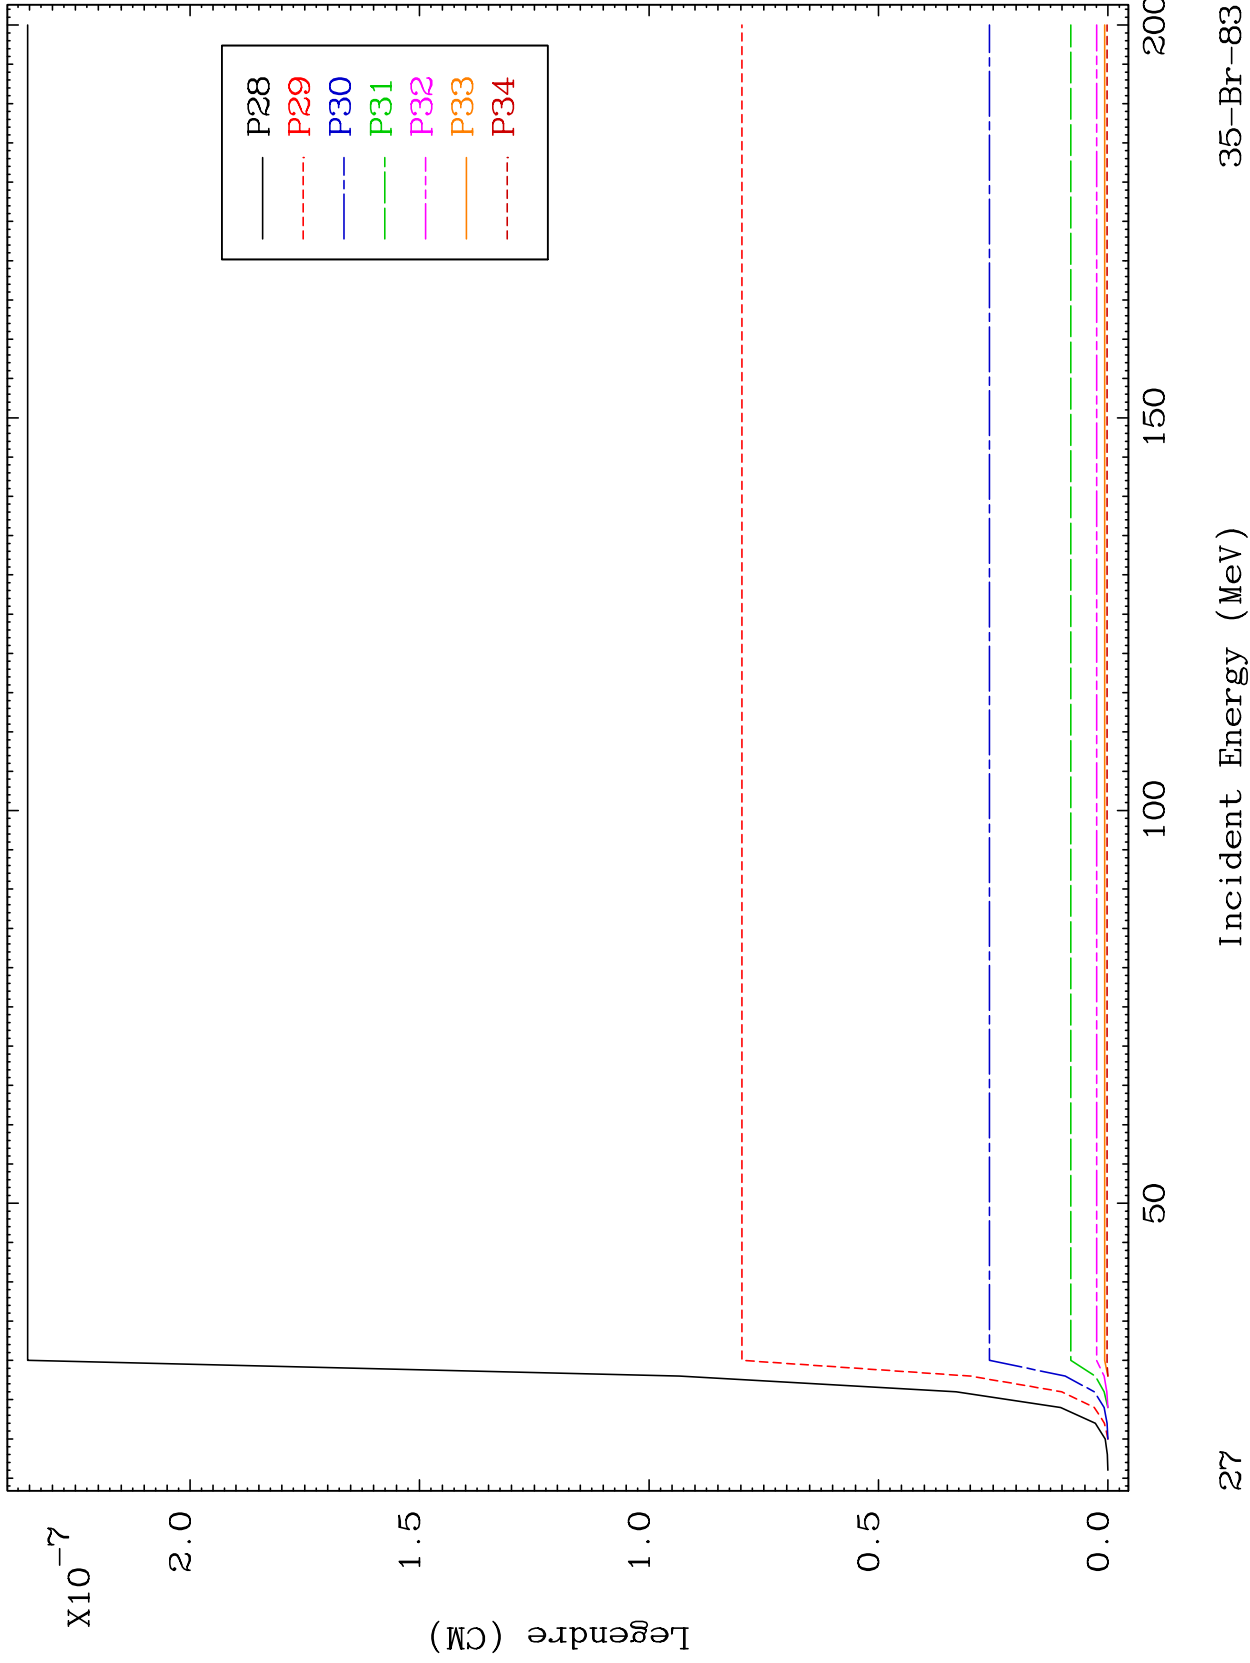 X10-7
2.0
1.5
1.0
0.5
0.0
Legendre (CM)
P28
P29
P30
P31
P32
P33
P34
50
100
150
200
Incident Energy (MeV)
27
35-Br-83